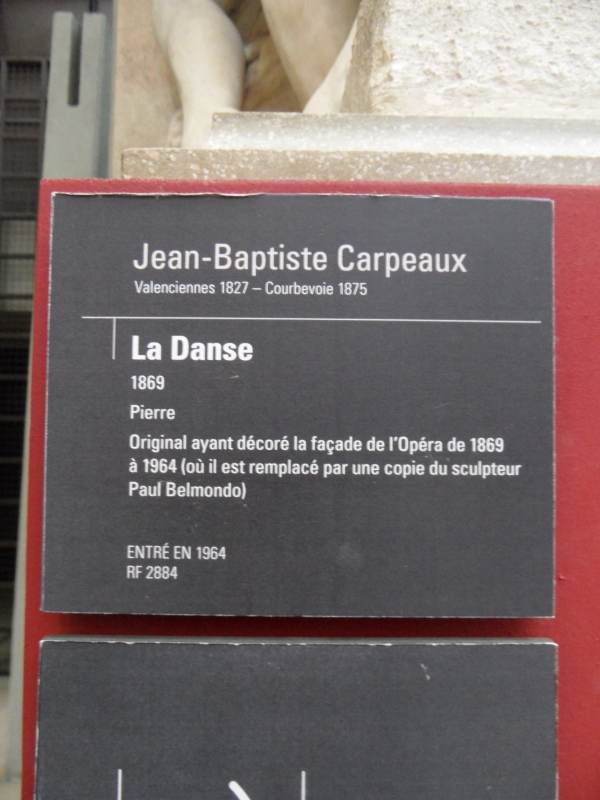 Jean-Baptiste Carpeaux
Valenciennes 1827 – Courbevoie 1875
La Danse
1869
Pierre
Original ayant décoré la façade de l'Opéra de 1869
à 1964 (où il est remplacé par une copie du sculpteur
Paul Belmondo)
ENTRÉ EN 1964
RF 2884